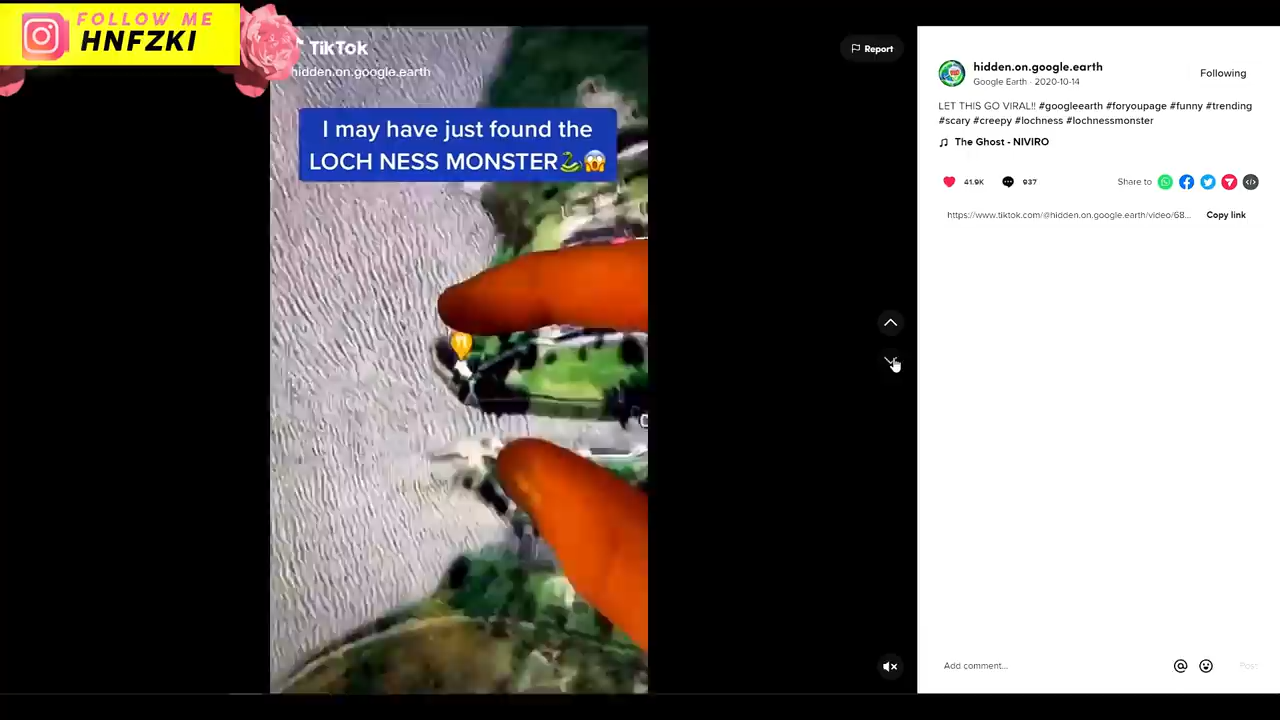 FOLLOW ME
HNFZKI
TikTok
hidden.on.google.earth
I may have just found the
LOCH NESS MONSTER🐍😱
Report
hidden.on.google.earth
Google Earth · 2020-10-14
Following
LET THIS GO VIRAL!! #googleearth #foryoupage #funny #trending
#scary #creepy #lochness #lochnessmonster
The Ghost - NIVIRO
41.9K
937
Share to
https://www.tiktok.com/@hidden.on.google.earth/video/68...
Copy link
Add comment...
Post